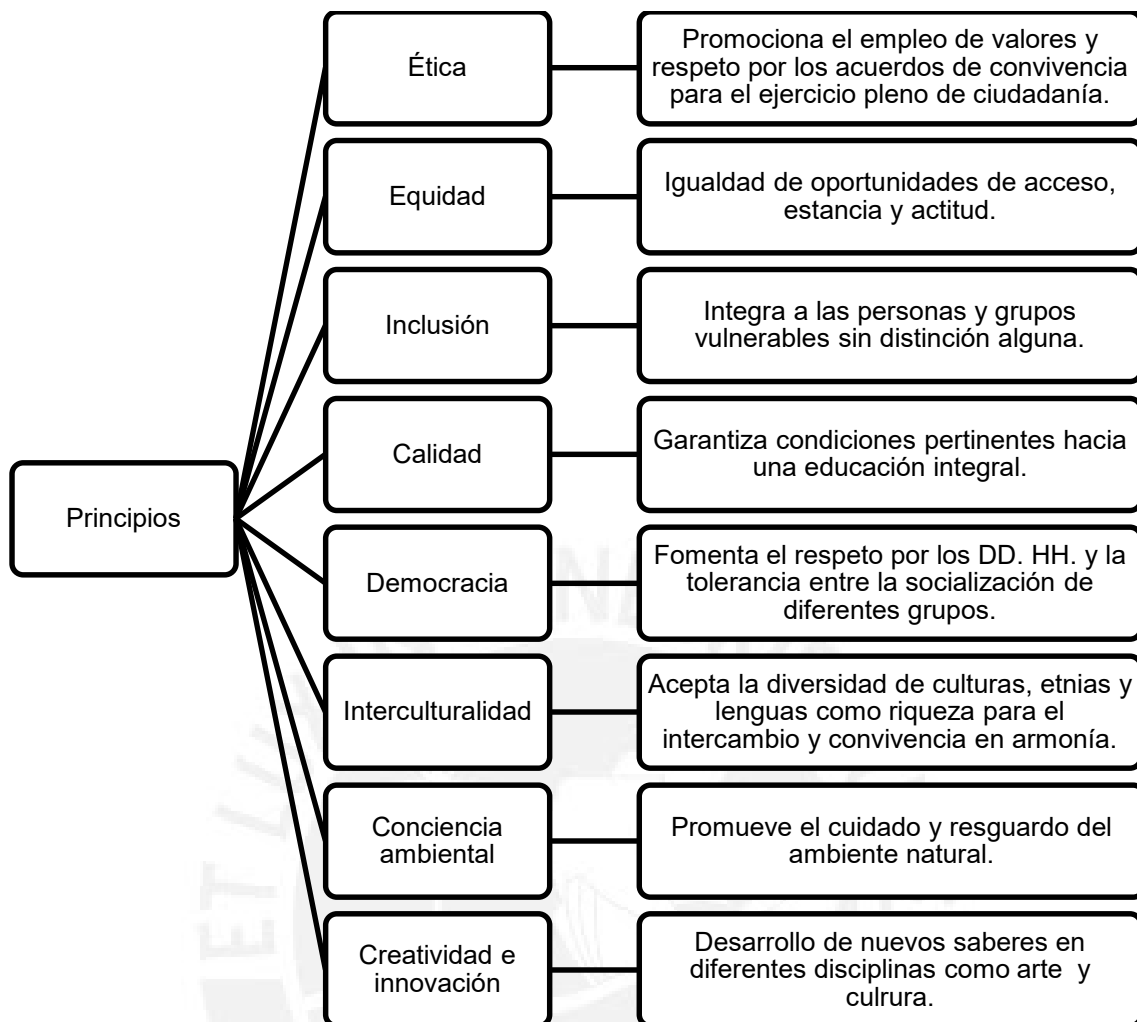 Ética
Promociona el empleo de valores y
respeto por los acuerdos de convivencia
para el ejercicio pleno de ciudadanía.
Equidad
Igualdad de oportunidades de acceso,
estancia y actitud.
Inclusión
Integra a las personas y grupos
vulnerables sin distinción alguna.
Calidad
Garantiza condiciones pertinentes hacia
una educación integral.
Principios
Democracia
Fomenta el respeto por los DD. HH. y la
tolerancia entre la socialización de
diferentes grupos.
Interculturalidad
Acepta la diversidad de culturas, etnias y
lenguas como riqueza para el
intercambio y convivencia en armonía.
Conciencia
ambiental
Promueve el cuidado y resguardo del
ambiente natural.
Creatividad e
innovación
Desarrollo de nuevos saberes en
diferentes disciplinas como arte y
culrura.
ET